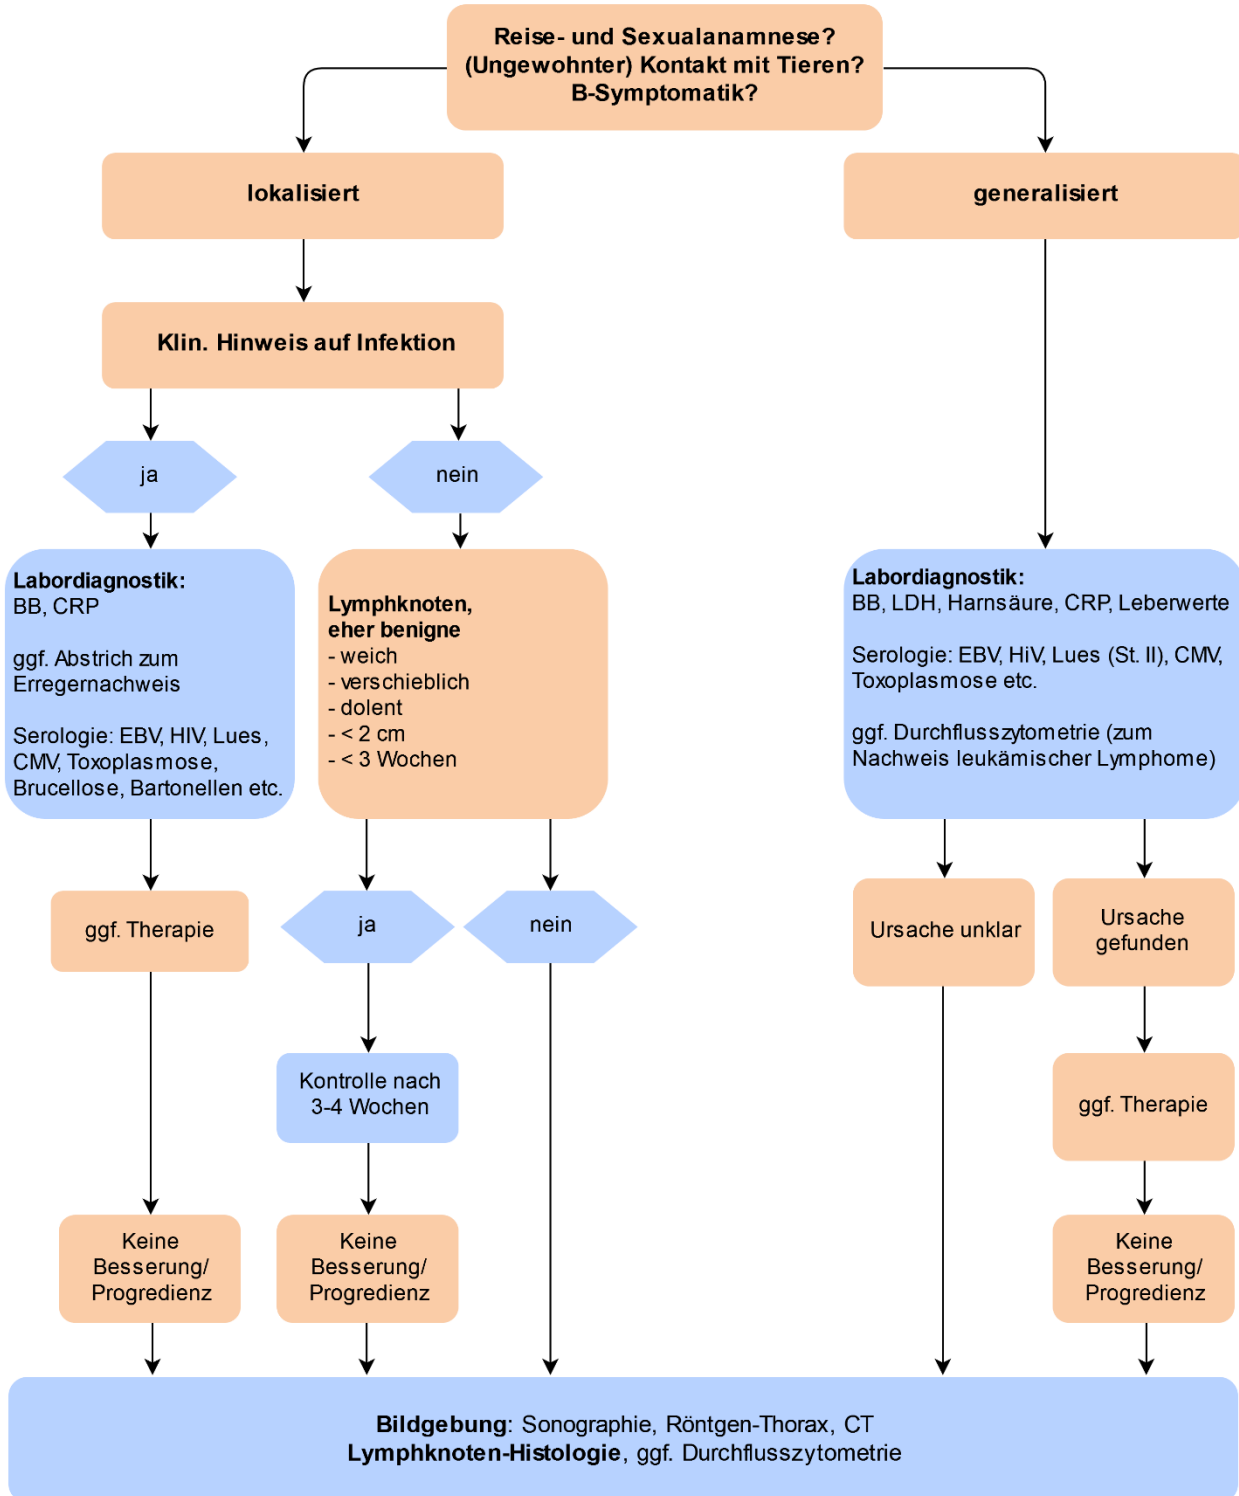 Reise- und Sexualanamnese?
(Ungewohnter) Kontakt mit Tieren?
B-Symptomatik?
lokalisiert
generalisiert
Klin. Hinweis auf Infektion
ja
nein
Labordiagnostik:
BB, CRP
ggf. Abstrich zum
Erregernachweis
Serologie: EBV, HIV, Lues,
CMV, Toxoplasmose,
Brucellose, Bartonellen etc.
Lymphknoten,
eher benigne
- weich
- verschieblich
- dolent
- < 2 cm
- < 3 Wochen
Labordiagnostik:
BB, LDH, Harnsäure, CRP, Leberwerte
Serologie: EBV, HiV, Lues (St. II), CMV,
Toxoplasmose etc.
ggf. Durchflusszytometrie (zum
Nachweis leukämischer Lymphome)
ggf. Therapie
ja
nein
Ursache unklar
Ursache
gefunden
Kontrolle nach
3-4 Wochen
ggf. Therapie
Keine
Besserung/
Progredienz
Keine
Besserung/
Progredienz
Keine
Besserung/
Progredienz
Bildgebung: Sonographie, Röntgen-Thorax, CT
Lymphknoten-Histologie, ggf. Durchflusszytometrie